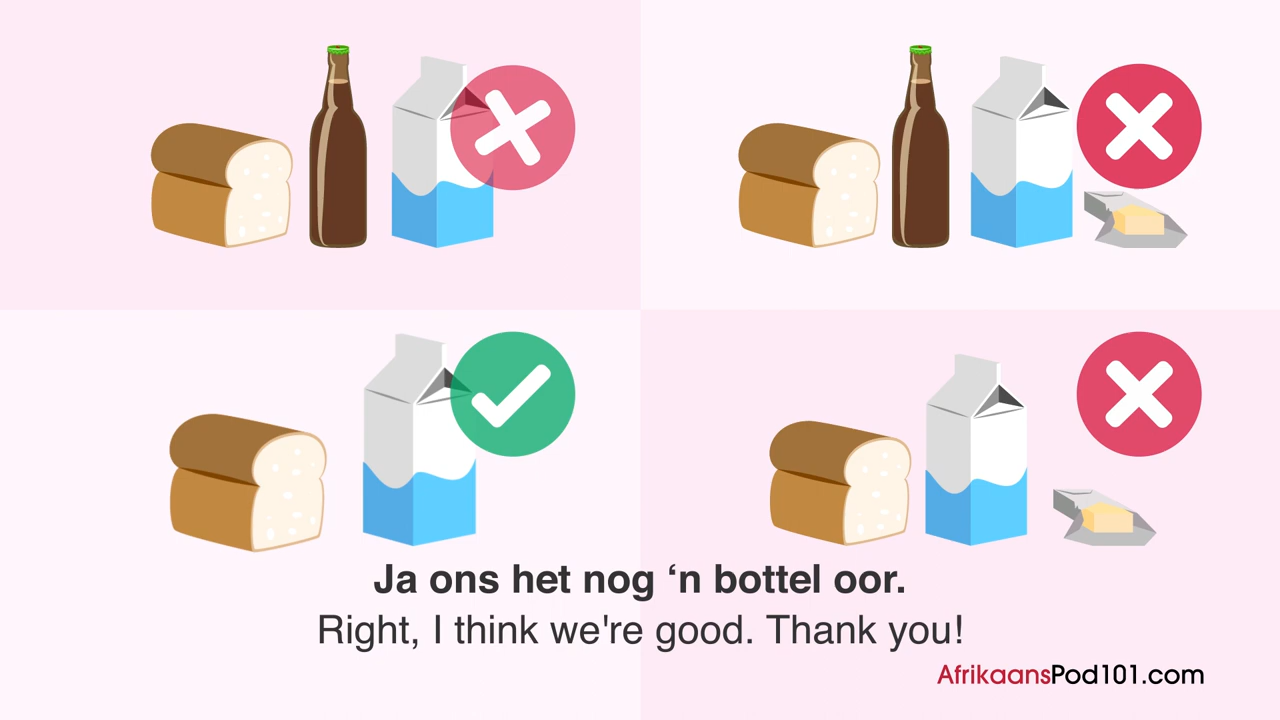 Ja ons het nog ‘n bottel oor.
Right, I think we're good. Thank you!
AfrikaansPod101.com